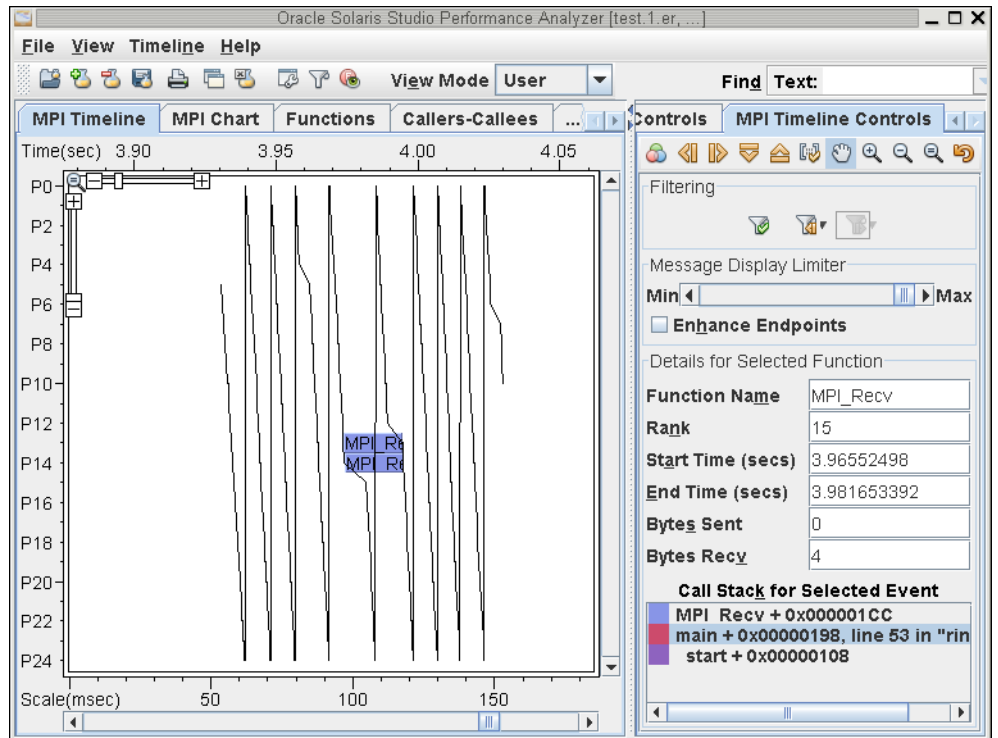 Oracle Solaris Studio Performance Analyzer [test.1.er, ...]
File View Timeline Help
View Mode User Find Text:
MPI Timeline MPI Chart Functions Callers-Callees ...
Time(sec) 3.90 3.95 4.00 4.05
P0
P2
P4
P6
P8
P10
P12
MPI_Re
P14 MPI_Re
P16
P18
P20
P22
P24
Scale(msec) 50 100 150
Controls MPI Timeline Controls
Filtering
Message Display Limiter
Min Max
Enhance Endpoints
Details for Selected Function
Function Name MPI_Recv
Rank 15
Start Time (secs) 3.96552498
End Time (secs) 3.981653392
Bytes Sent 0
Bytes Recv 4
Call Stack for Selected Event
MPI_Recv + 0x000001CC
main + 0x00000198, line 53 in "rin
_start + 0x00000108